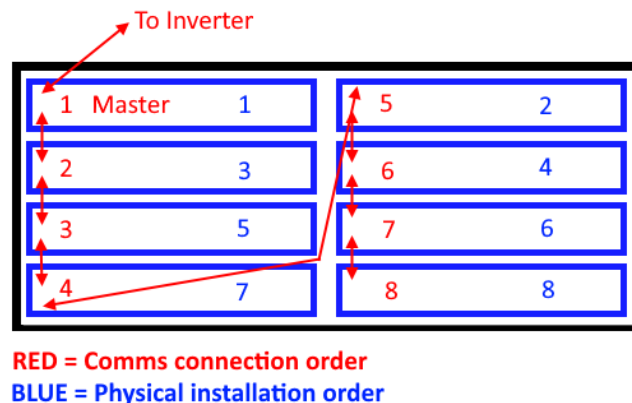 To Inverter
1 Master 1 5 2
2 3 6 4
3 5 7 6
4 7 8 8
RED = Comms connection order
BLUE = Physical installation order